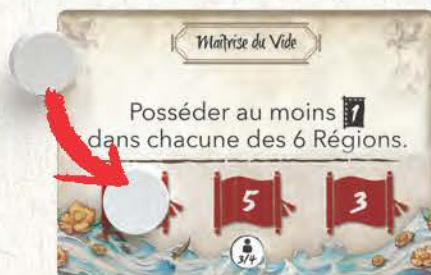 Maîtrise du Vide
Posséder au moins 1
dans chacune des 6 Régions.
5 3
3/4